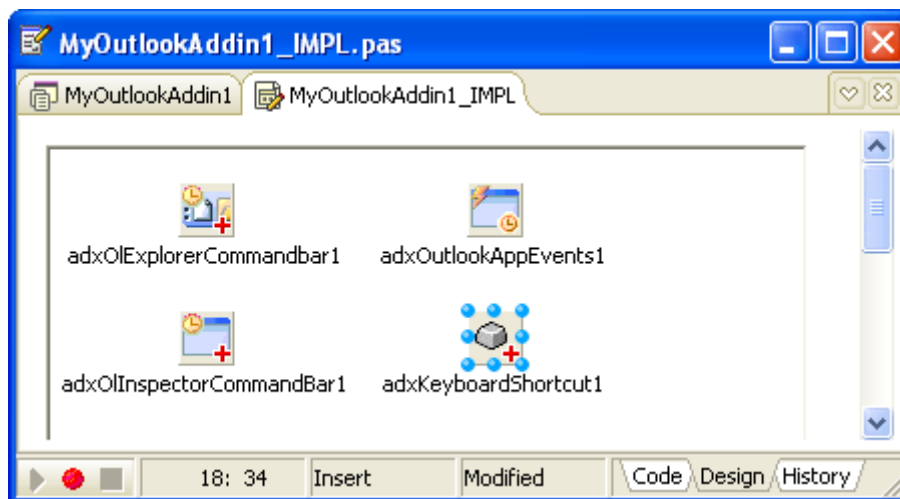 MyOutlookAddin1_IMPL.pas
MyOutlookAddin1 MyOutlookAddin1_IMPL
adxOlExplorerCommandbar1 adxOutlookAppEvents1
adxOlInspectorCommandBar1 adxKeyboardShortcut1
18: 34 Insert Modified Code Design History